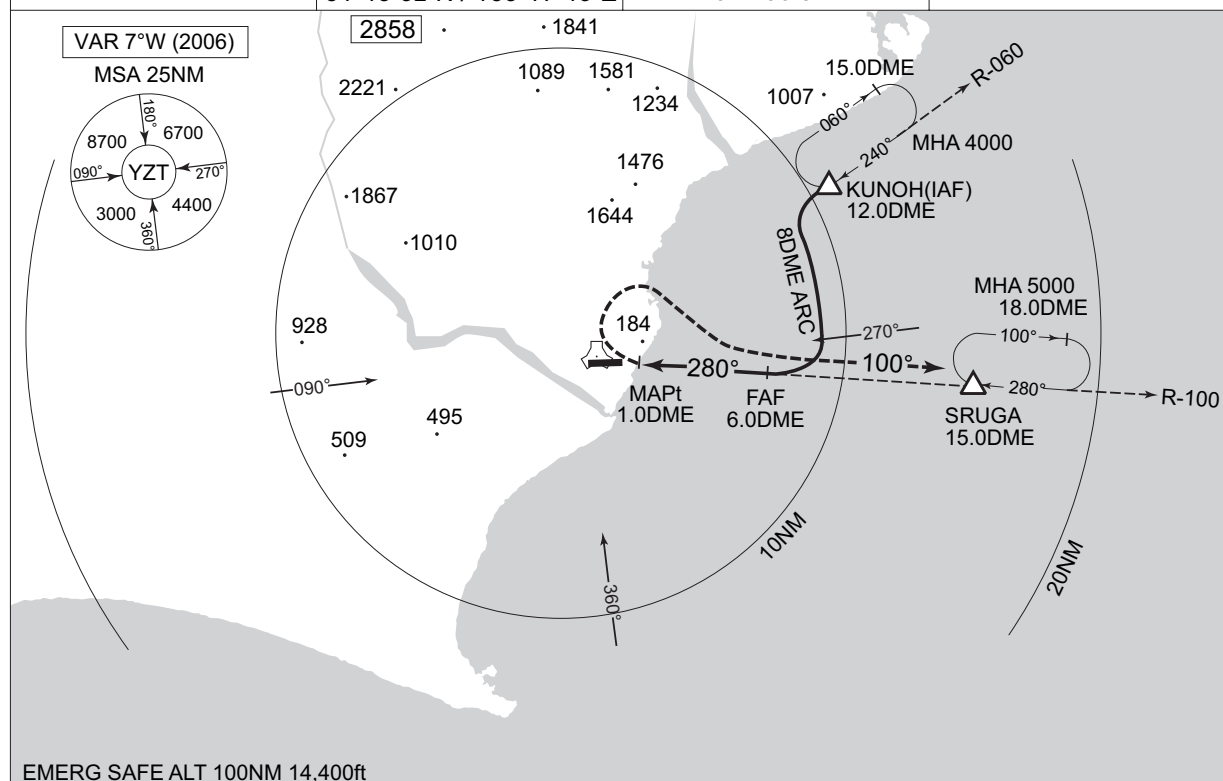 VAR 7°W (2006)
MSA 25NM
180°
8700
6700
090°
YZT
270°
3000
4400
360°
2858
1841
2221
1089
1581
1234
1476
1867
1644
1010
928
184
090°
495
509
1007
15.0DME
R-060
060°
240°
MHA 4000
KUNOH(IAF)
12.0DME
8DME ARC
270°
MHA 5000
18.0DME
100°
280°
100°
280°
R-100
MAPt
1.0DME
FAF
6.0DME
SRUGA
15.0DME
10NM
20NM
360°
EMERG SAFE ALT 100NM 14,400ft